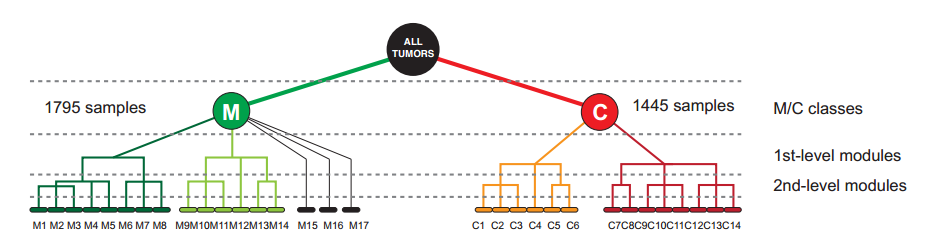 ALL
TUMORS
1795 samples
M
C
1445 samples
M/C classes
1st-level modules
2nd-level modules
M1 M2 M3 M4 M5 M6 M7 M8 M9M10M11M12M13M14 M15 M16 M17 C1 C2 C3 C4 C5 C6 C7C8C9C10C11C12C13C14